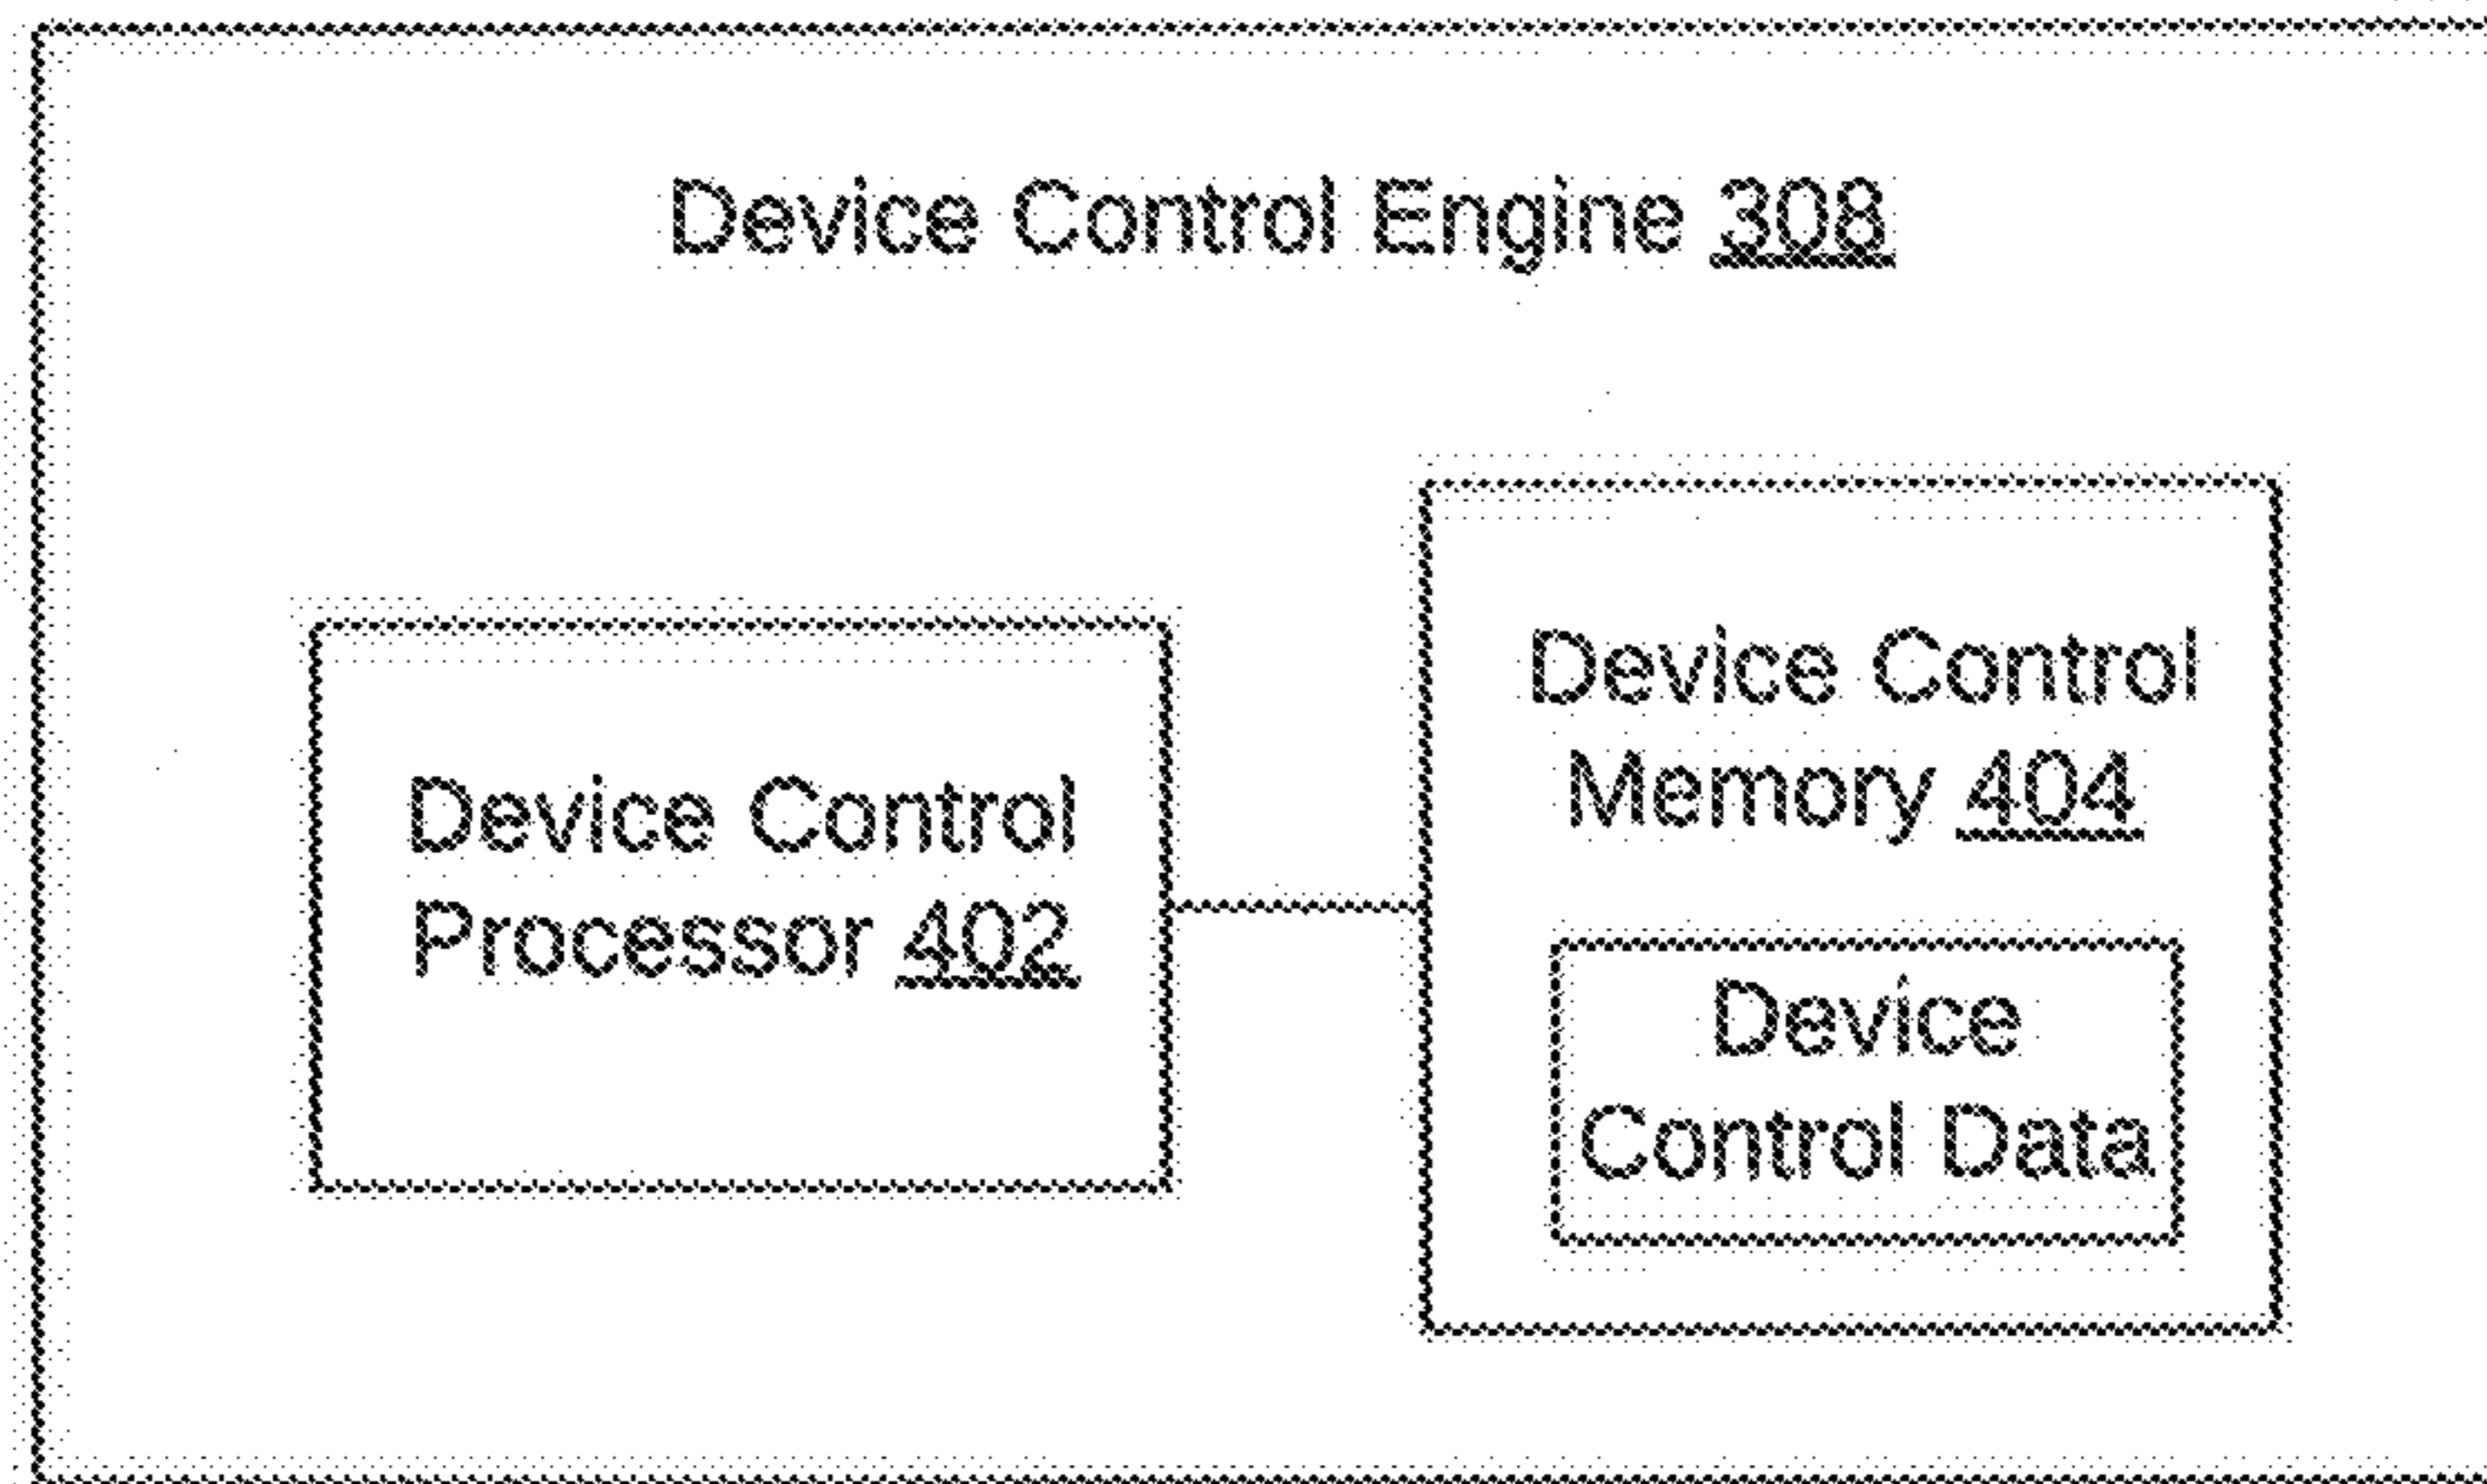 Device Control Engine 308
Device Control
Processor 402
Device Control
Memory 404
Device
Control Data